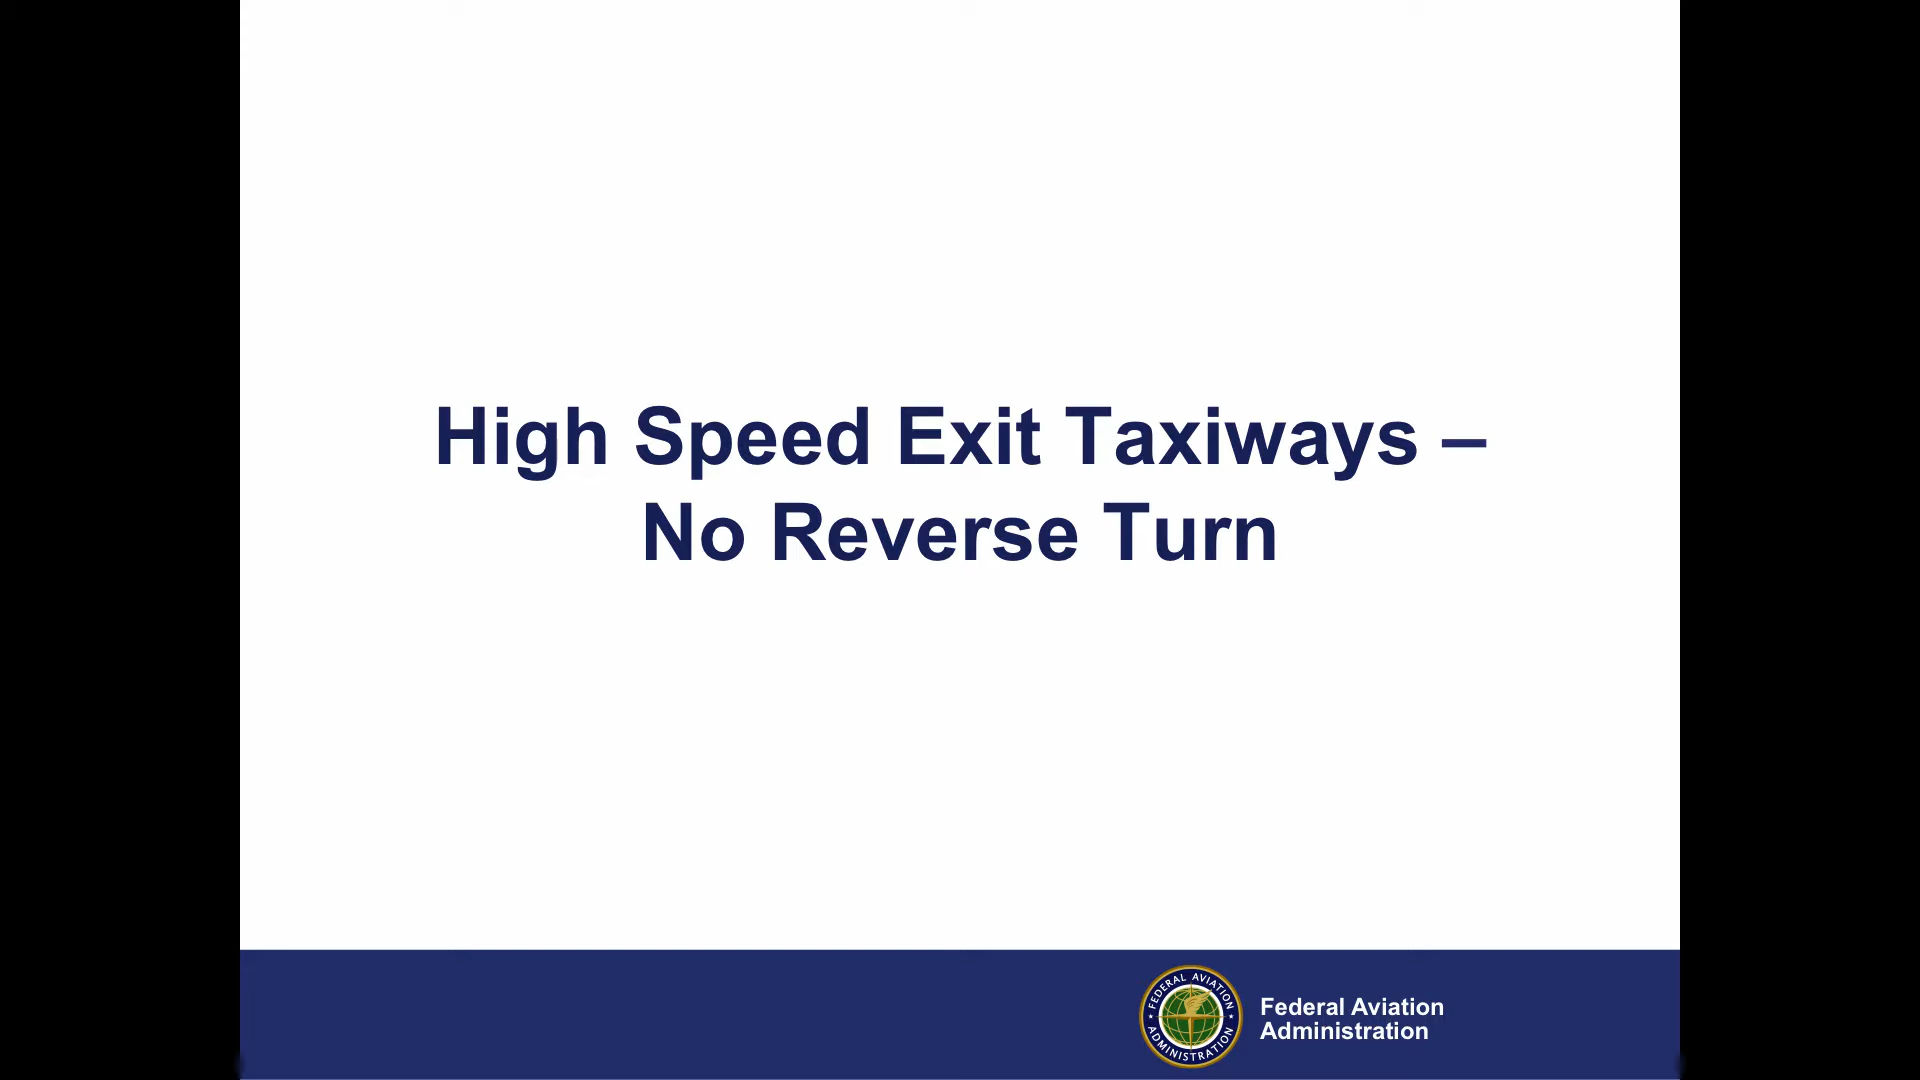 High Speed Exit Taxiways –
No Reverse Turn
FEDERAL AVIATION
ADMINISTRATION
Federal Aviation
Administration